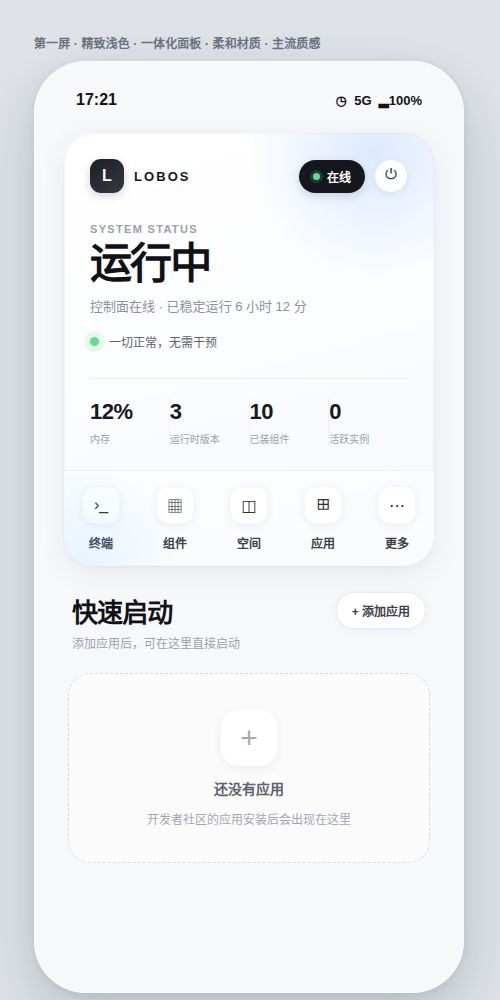 第一屏 · 精致浅色 · 一体化面板 · 柔和材质 · 主流质感
17:21 5G 100%
L LOBOS 在线
SYSTEM STATUS
运行中
控制面在线 · 已稳定运行 6 小时 12 分
一切正常，无需干预
12% 3 10 0
内存 运行时版本 已装组件 活跃实例
›_
终端 组件 空间 应用 更多
快速启动 + 添加应用
添加应用后，可在这里直接启动
+
还没有应用
开发者社区的应用安装后会出现在这里